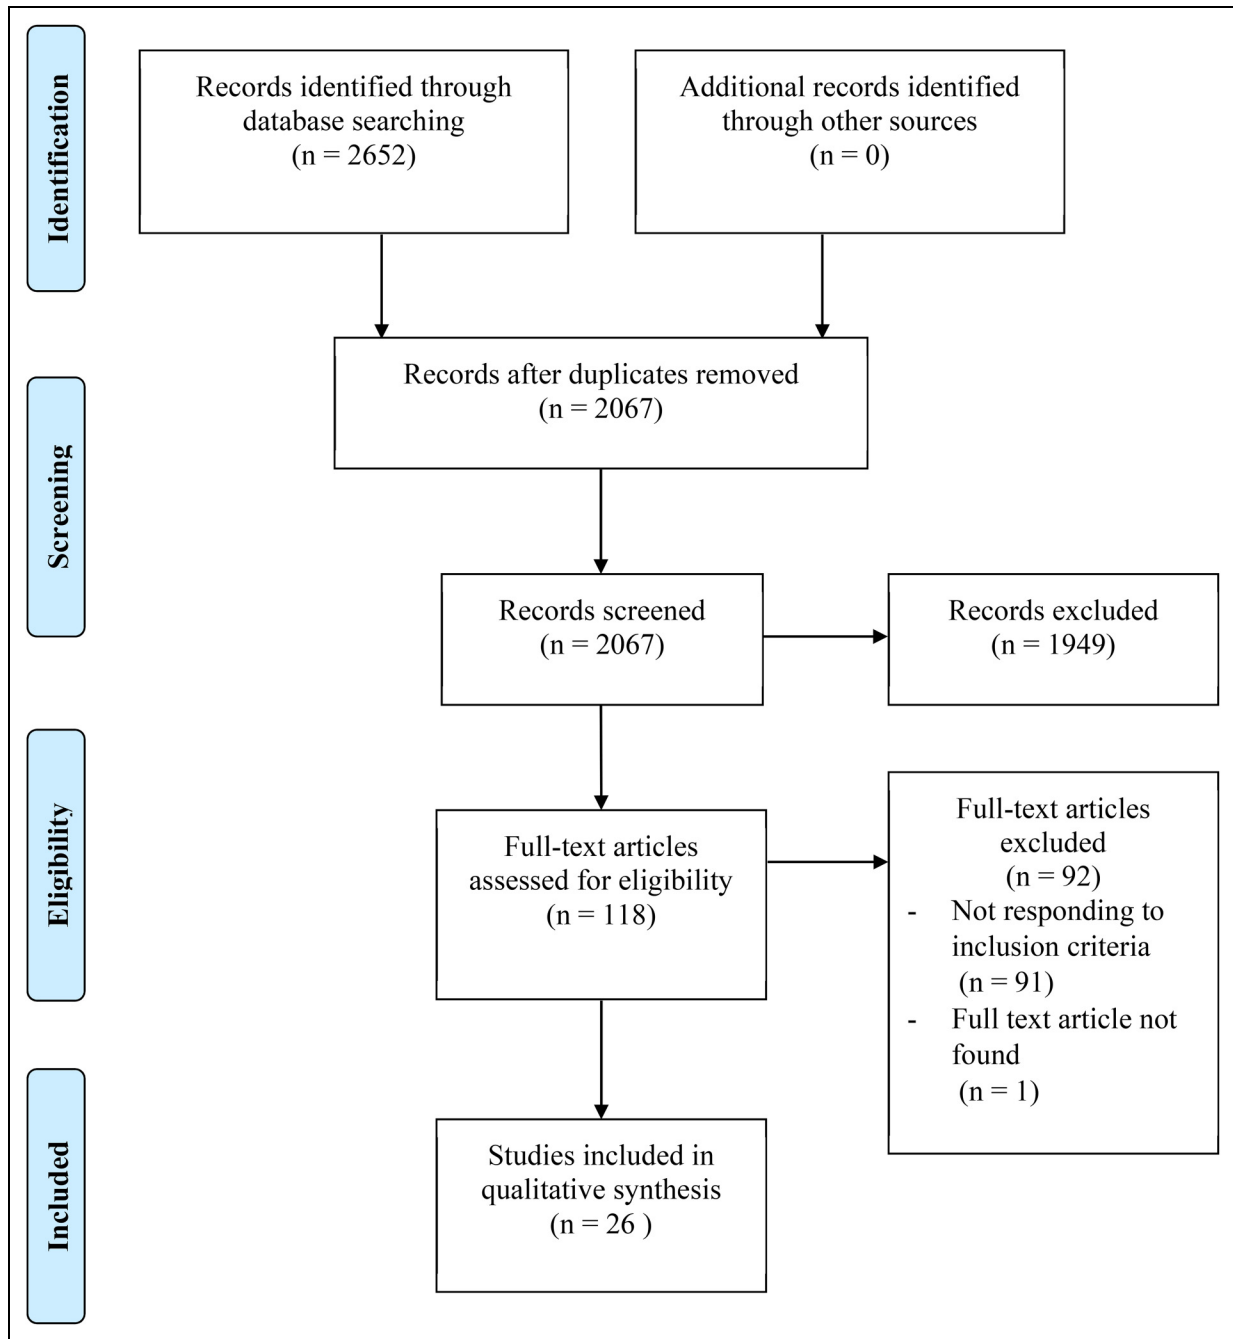 Identification
Records identified through
database searching
(n = 2652)
Additional records identified
through other sources
(n = 0)
Screening
Records after duplicates removed
(n = 2067)
Records screened
(n = 2067)
Records excluded
(n = 1949)
Eligibility
Full-text articles
assessed for eligibility
(n = 118)
Full-text articles
excluded
(n = 92)
- Not responding to
inclusion criteria
(n = 91)
- Full text article not
found
(n = 1)
Included
Studies included in
qualitative synthesis
(n = 26 )